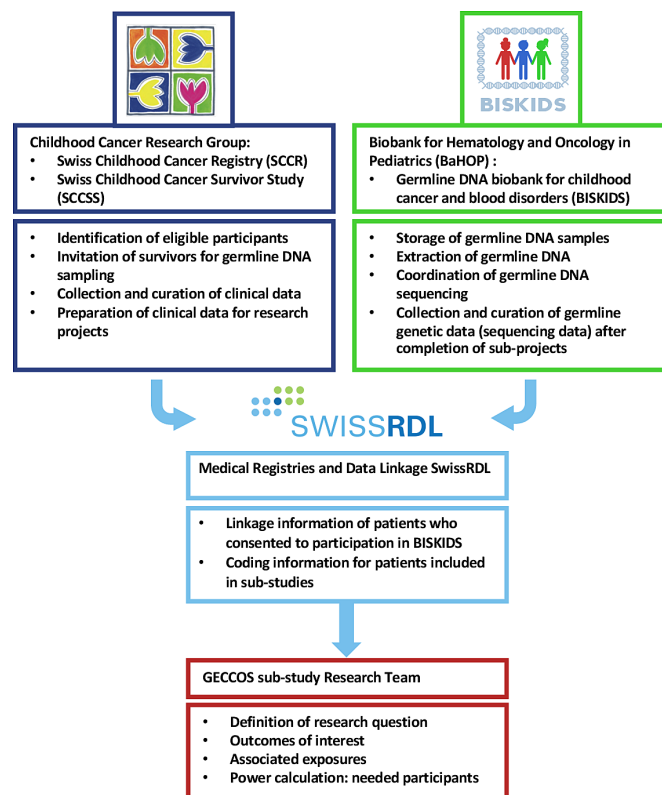 BISKIDS
Childhood Cancer Research Group:
• Swiss Childhood Cancer Registry (SCCR)
• Swiss Childhood Cancer Survivor Study
(SCCSS)
Biobank for Hematology and Oncology in
Pediatrics (BaHOP) :
• Germline DNA biobank for childhood
cancer and blood disorders (BISKIDS)
• Identification of eligible participants
• Invitation of survivors for germline DNA
sampling
• Collection and curation of clinical data
• Preparation of clinical data for research
projects
• Storage of germline DNA samples
• Extraction of germline DNA
• Coordination of germline DNA
sequencing
• Collection and curation of germline
genetic data (sequencing data) after
completion of sub-projects
SWISSRDL
Medical Registries and Data Linkage SwissRDL
• Linkage information of patients who
consented to participation in BISKIDS
• Coding information for patients included
in sub-studies
GECCOS sub-study Research Team
• Definition of research question
• Outcomes of interest
• Associated exposures
• Power calculation: needed participants